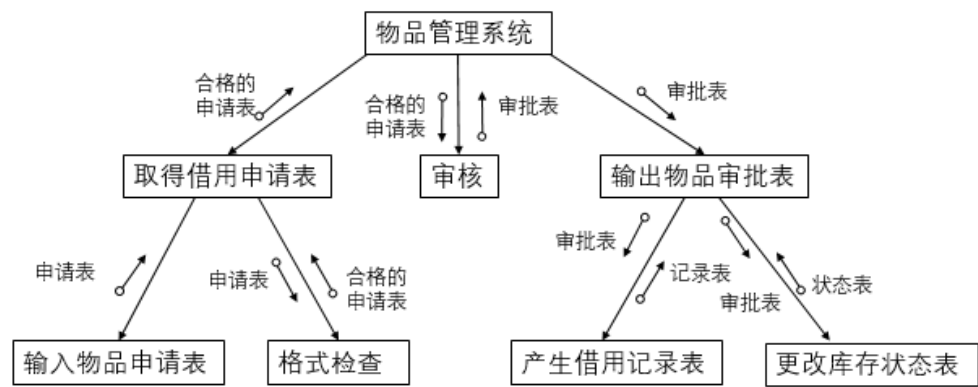 物品管理系统
合格的
申请表
合格的
申请表
审批表
审批表
取得借用申请表
审核
输出物品审批表
申请表
申请表
合格的
申请表
审批表
记录表
审批表
状态表
输入物品申请表
格式检查
产生借用记录表
更改库存状态表